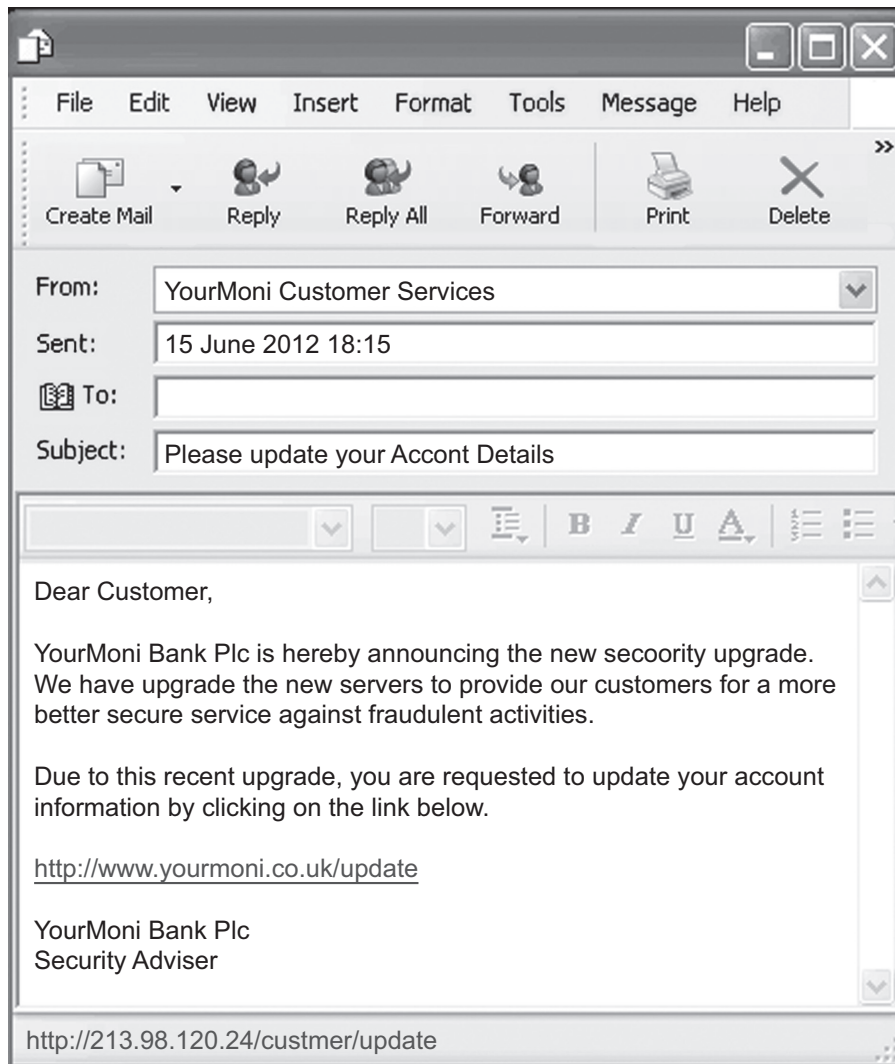 File Edit View Insert Format Tools Message Help
»
Create Mail Reply Reply All Forward Print Delete
From: YourMoni Customer Services
Sent: 15 June 2012 18:15
To:
Subject: Please update your Accont Details
B I U A
Dear Customer,
YourMoni Bank Plc is hereby announcing the new secoority upgrade.
We have upgrade the new servers to provide our customers for a more
better secure service against fraudulent activities.
Due to this recent upgrade, you are requested to update your account
information by clicking on the link below.
http://www.yourmoni.co.uk/update
YourMoni Bank Plc
Security Adviser
http://213.98.120.24/custmer/update